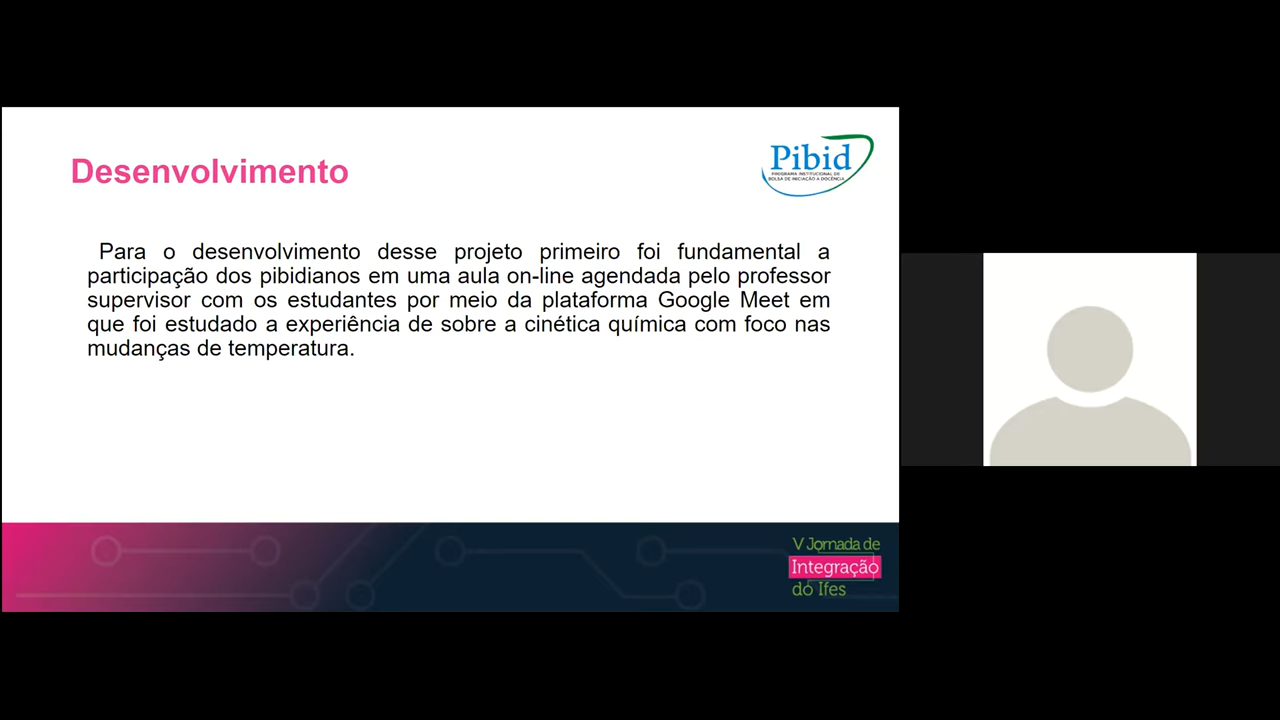 Desenvolvimento
Pibid
PROGRAMA INSTITUCIONAL DE
BOLSA DE INICIAÇÃO À DOCÊNCIA
Para o desenvolvimento desse projeto primeiro foi fundamental a
participação dos pibidianos em uma aula on-line agendada pelo professor
supervisor com os estudantes por meio da plataforma Google Meet em
que foi estudado a experiência de sobre a cinética química com foco nas
mudanças de temperatura.
V Jornada de
Integração
do Ifes